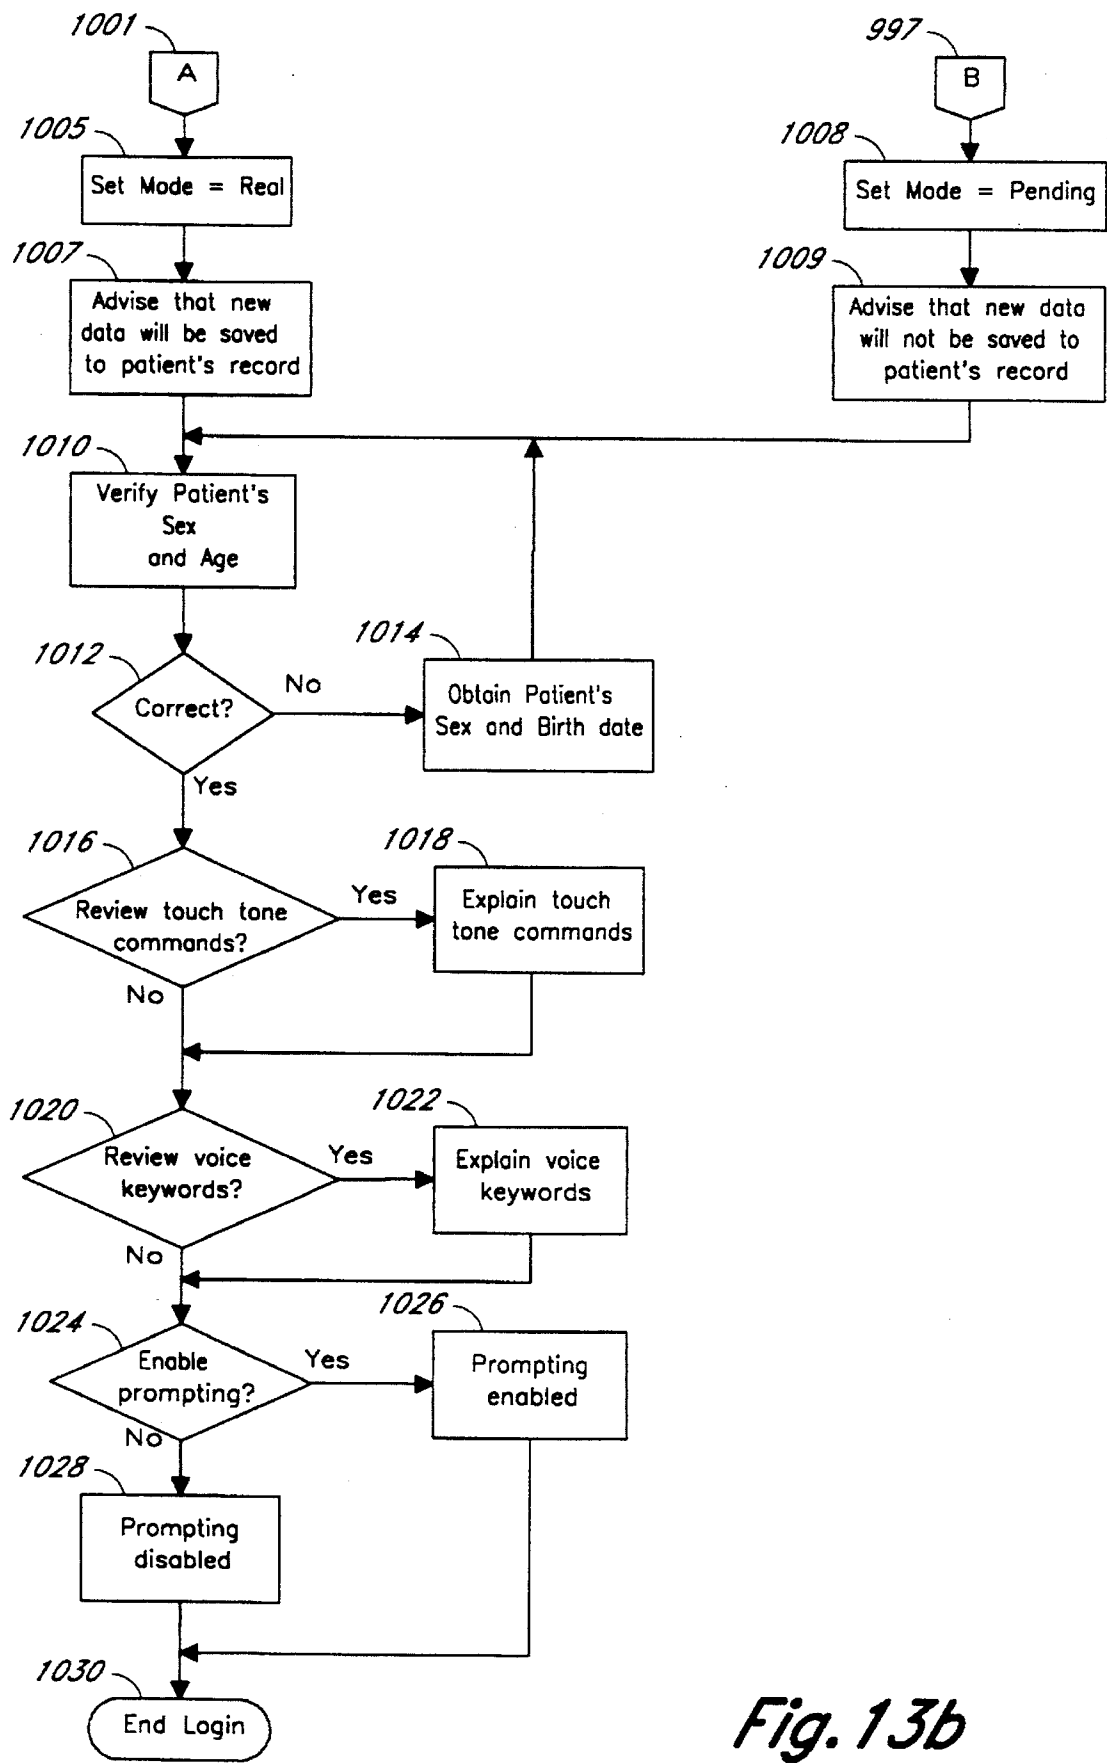 1001
997
A
B
1005
1008
Set Mode = Real
Set Mode = Pending
1007
1009
Advise that new
data will be saved
to patient's record
Advise that new data
will not be saved to
patient's record
1010
Verify Patient's
Sex
and Age
1012
Correct?
No
1014
Obtain Patient's
Sex and Birth date
Yes
1016
Review touch tone
commands?
Yes
1018
Explain touch
tone commands
No
1020
Review voice
keywords?
Yes
1022
Explain voice
keywords
No
1024
Enable
prompting?
Yes
1026
Prompting
enabled
No
1028
Prompting
disabled
1030
End Login
Fig. 13b